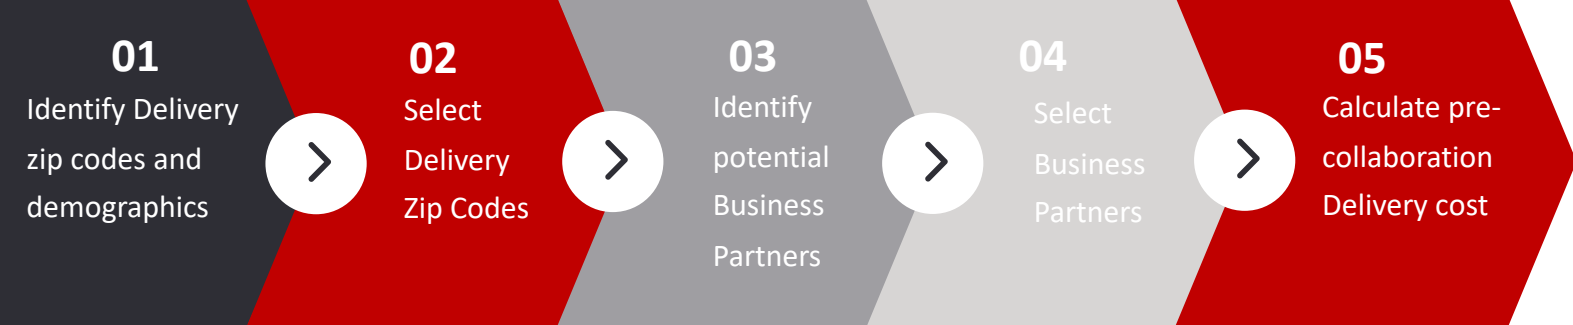 01
Identify Delivery
zip codes and
demographics
02
Select
Delivery
Zip Codes
03
Identify
potential
Business
Partners
04
Select
Business
Partners
05
Calculate pre-
collaboration
Delivery cost